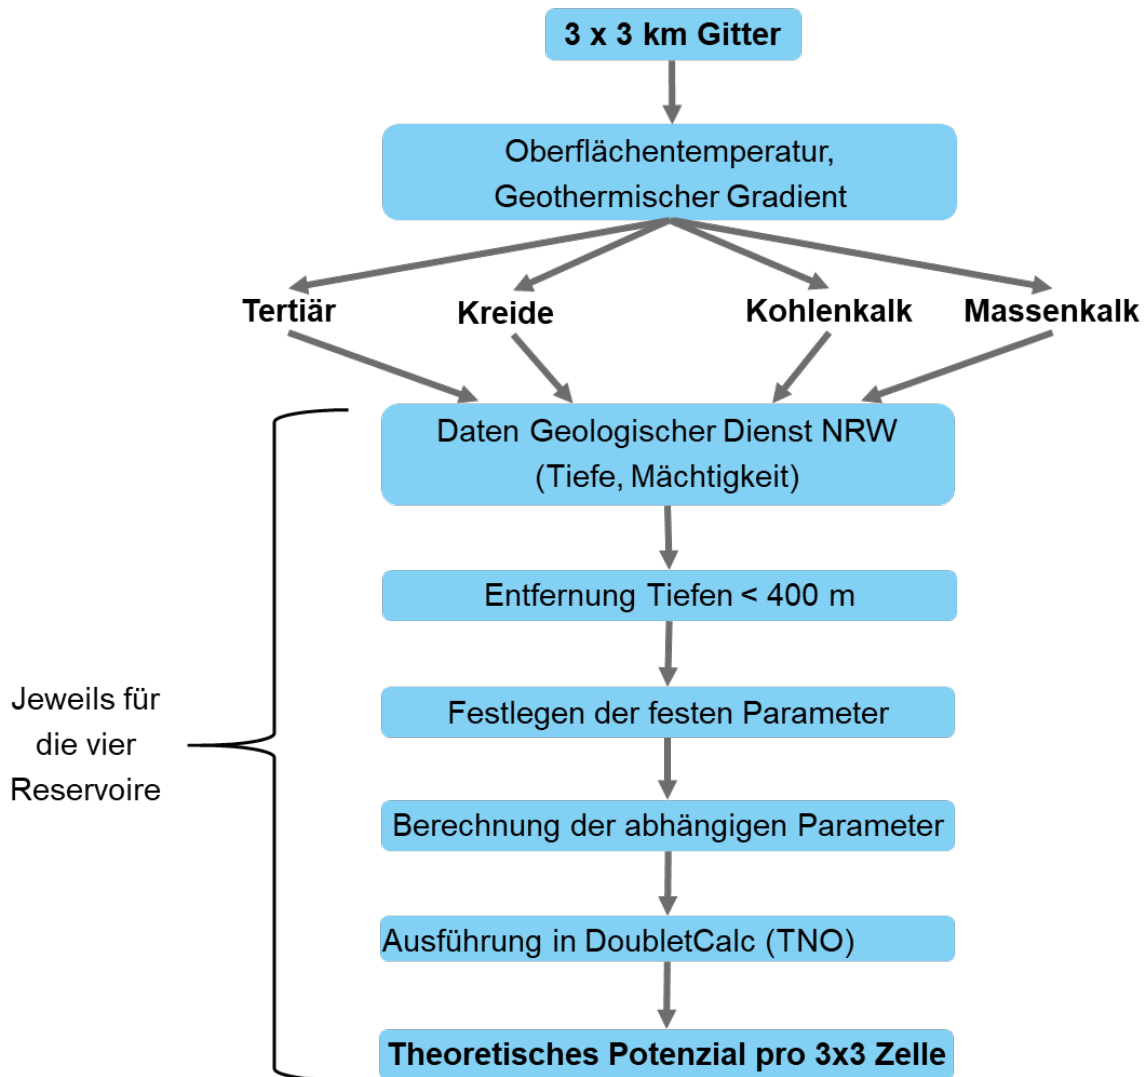 3 x 3 km Gitter
Oberflächentemperatur,
Geothermischer Gradient
Tertiär
Kreide
Kohlenkalk
Massenkalk
Daten Geologischer Dienst NRW
(Tiefe, Mächtigkeit)
Entfernung Tiefen < 400 m
Festlegen der festen Parameter
Jeweils für
die vier
Reservoire
Berechnung der abhängigen Parameter
Ausführung in DoubletCalc (TNO)
Theoretisches Potenzial pro 3x3 Zelle